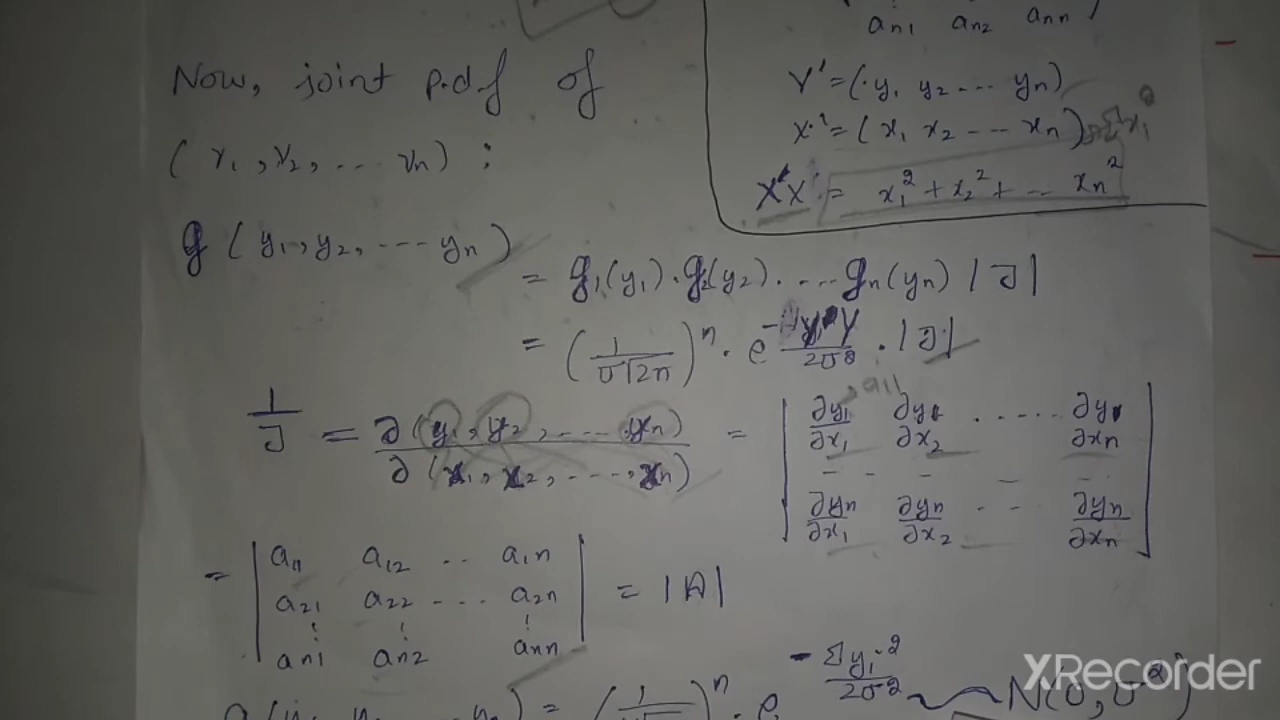 an1 an2 ann )
Y' = (y1 y2 --- yn)
X' = (x1 x2 --- xn)
X'X = x1² + x2² + -- xn²
Now, joint p.d.f of
(Y1, Y2, ... Yn) :
g (y1, y2, --- yn)
= g1(y1) . g2(y2) . ... gn(yn) |J|
= (1/σ√2π)^n . e^-Y'Y/2σ² . |J|
1/J = ∂(y1, y2, ... yn)/∂(x1, x2, ---, xn) = | ∂y1/∂x1 ∂y1/∂x2 ..... ∂y1/∂xn
, a11
- - - - -
∂yn/∂x1 ∂yn/∂x2 -- ∂yn/∂xn |
= | a11 a12 .. a1n
a21 a22 ... a2n | = |A|
⋮ ⋮ ⋮
an1 an2 ann
= (1/)^n . e^-Σyi²/2σ² ~ N(0, σ²)
XRecorder